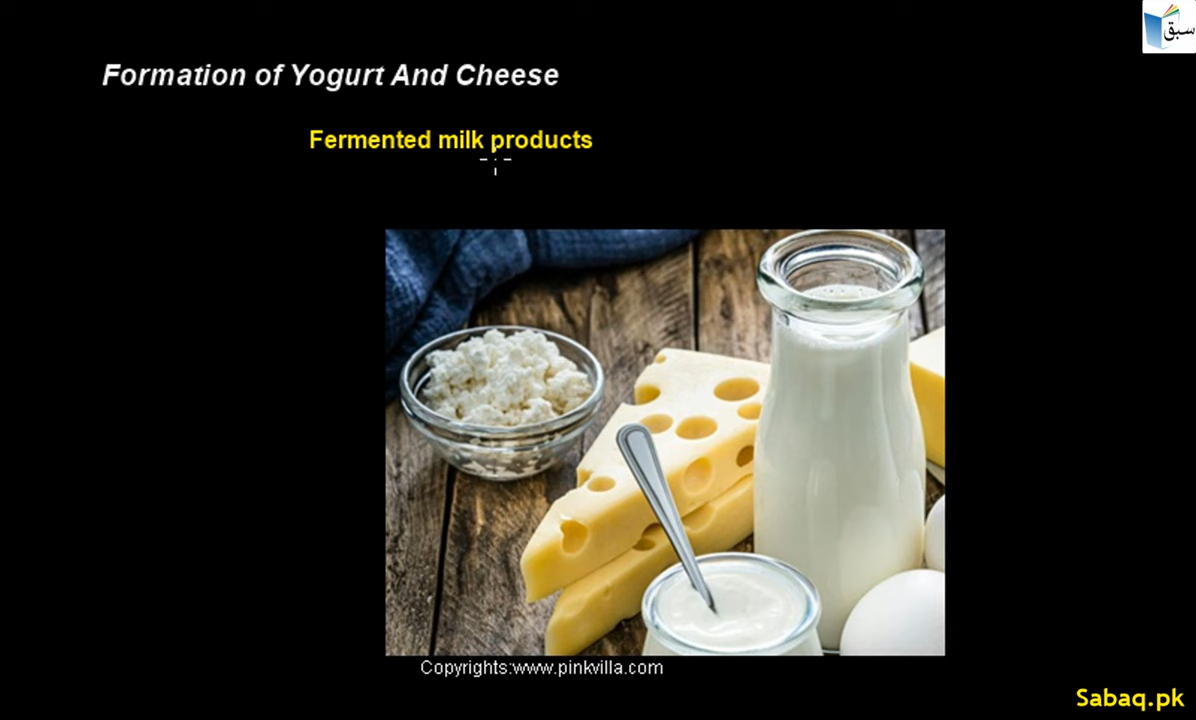 سبق
Formation of Yogurt And Cheese
Fermented milk products
Copyrights:www.pinkvilla.com
Sabaq.pk